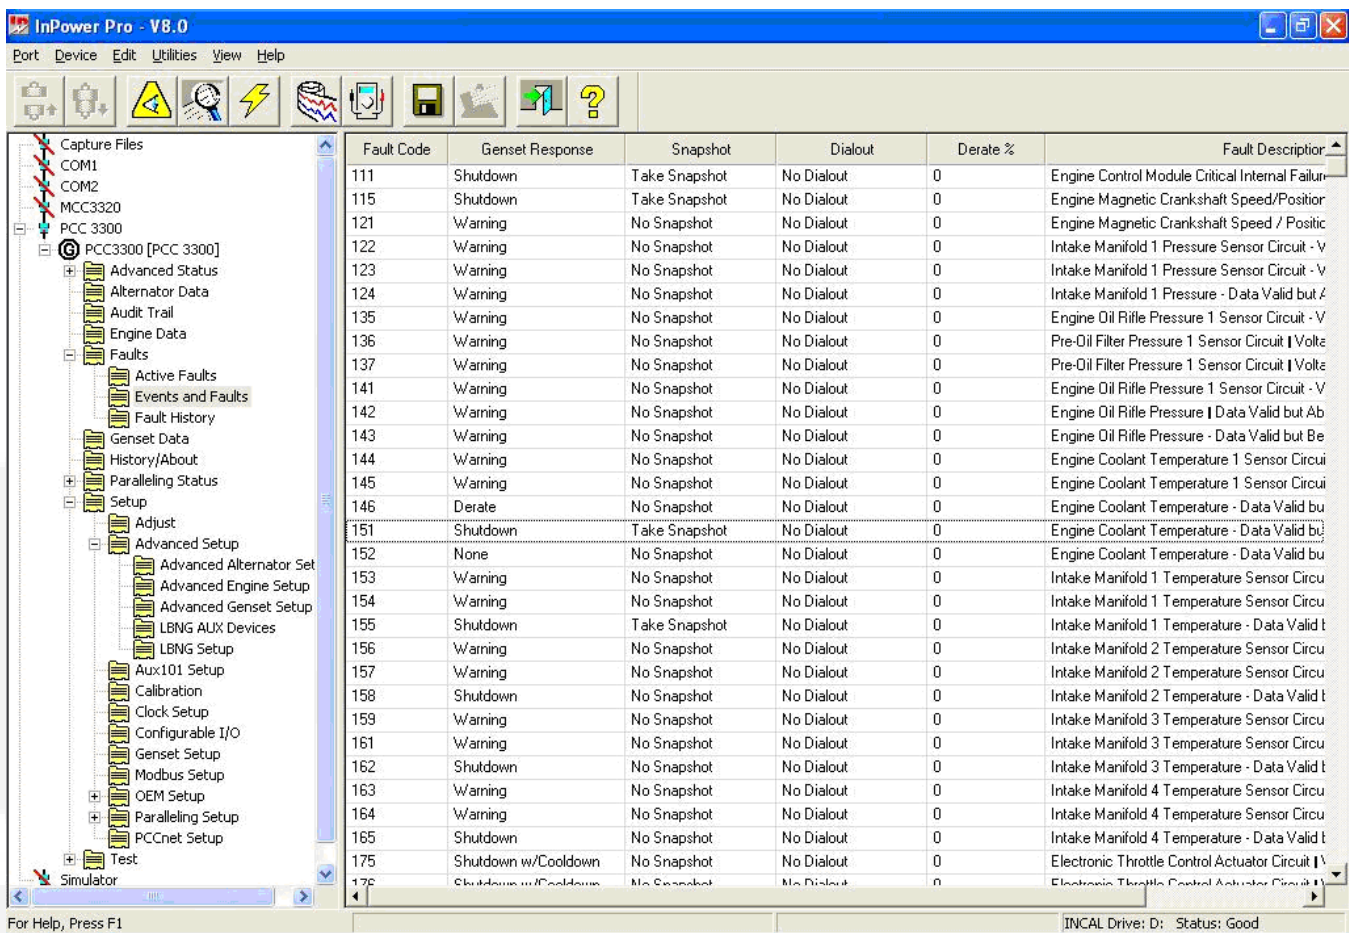 InPower Pro - V8.0
Port Device Edit Utilities View Help
Capture Files
COM1
COM2
MCC3320
PCC 3300
PCC3300 [PCC 3300]
Advanced Status
Alternator Data
Audit Trail
Engine Data
Faults
Active Faults
Events and Faults
Fault History
Genset Data
History/About
Paralleling Status
Setup
Adjust
Advanced Setup
Advanced Alternator Set
Advanced Engine Setup
Advanced Genset Setup
LBNG AUX Devices
LBNG Setup
Aux101 Setup
Calibration
Clock Setup
Configurable I/O
Genset Setup
Modbus Setup
OEM Setup
Paralleling Setup
PCCnet Setup
Test
Simulator
Fault Code Genset Response Snapshot Dialout Derate % Fault Description
111 Shutdown Take Snapshot No Dialout 0 Engine Control Module Critical Internal Failure
115 Shutdown Take Snapshot No Dialout 0 Engine Magnetic Crankshaft Speed/Position
121 Warning No Snapshot No Dialout 0 Engine Magnetic Crankshaft Speed / Positic
122 Warning No Snapshot No Dialout 0 Intake Manifold 1 Pressure Sensor Circuit - V
123 Warning No Snapshot No Dialout 0 Intake Manifold 1 Pressure Sensor Circuit - V
124 Warning No Snapshot No Dialout 0 Intake Manifold 1 Pressure - Data Valid but A
135 Warning No Snapshot No Dialout 0 Engine Oil Rifle Pressure 1 Sensor Circuit - V
136 Warning No Snapshot No Dialout 0 Pre-Oil Filter Pressure 1 Sensor Circuit | Volta
137 Warning No Snapshot No Dialout 0 Pre-Oil Filter Pressure 1 Sensor Circuit | Volta
141 Warning No Snapshot No Dialout 0 Engine Oil Rifle Pressure 1 Sensor Circuit - V
142 Warning No Snapshot No Dialout 0 Engine Oil Rifle Pressure | Data Valid but Ab
143 Warning No Snapshot No Dialout 0 Engine Oil Rifle Pressure - Data Valid but Be
144 Warning No Snapshot No Dialout 0 Engine Coolant Temperature 1 Sensor Circui
145 Warning No Snapshot No Dialout 0 Engine Coolant Temperature 1 Sensor Circui
146 Derate No Snapshot No Dialout 0 Engine Coolant Temperature - Data Valid bu
151 Shutdown Take Snapshot No Dialout 0 Engine Coolant Temperature - Data Valid bu
152 None No Snapshot No Dialout 0 Engine Coolant Temperature - Data Valid bu
153 Warning No Snapshot No Dialout 0 Intake Manifold 1 Temperature Sensor Circu
154 Warning No Snapshot No Dialout 0 Intake Manifold 1 Temperature Sensor Circu
155 Shutdown Take Snapshot No Dialout 0 Intake Manifold 1 Temperature - Data Valid b
156 Warning No Snapshot No Dialout 0 Intake Manifold 2 Temperature Sensor Circu
157 Warning No Snapshot No Dialout 0 Intake Manifold 2 Temperature Sensor Circu
158 Shutdown No Snapshot No Dialout 0 Intake Manifold 2 Temperature - Data Valid b
159 Warning No Snapshot No Dialout 0 Intake Manifold 3 Temperature Sensor Circu
161 Warning No Snapshot No Dialout 0 Intake Manifold 3 Temperature Sensor Circu
162 Shutdown No Snapshot No Dialout 0 Intake Manifold 3 Temperature - Data Valid b
163 Warning No Snapshot No Dialout 0 Intake Manifold 4 Temperature Sensor Circu
164 Warning No Snapshot No Dialout 0 Intake Manifold 4 Temperature Sensor Circu
165 Shutdown No Snapshot No Dialout 0 Intake Manifold 4 Temperature - Data Valid b
175 Shutdown w/Cooldown No Snapshot No Dialout 0 Electronic Throttle Control Actuator Circuit | V
176 Shutdown w/Cooldown No Snapshot No Dialout 0 Electronic Throttle Control Actuator Circuit | V
For Help, Press F1
INCAL Drive: D: Status: Good